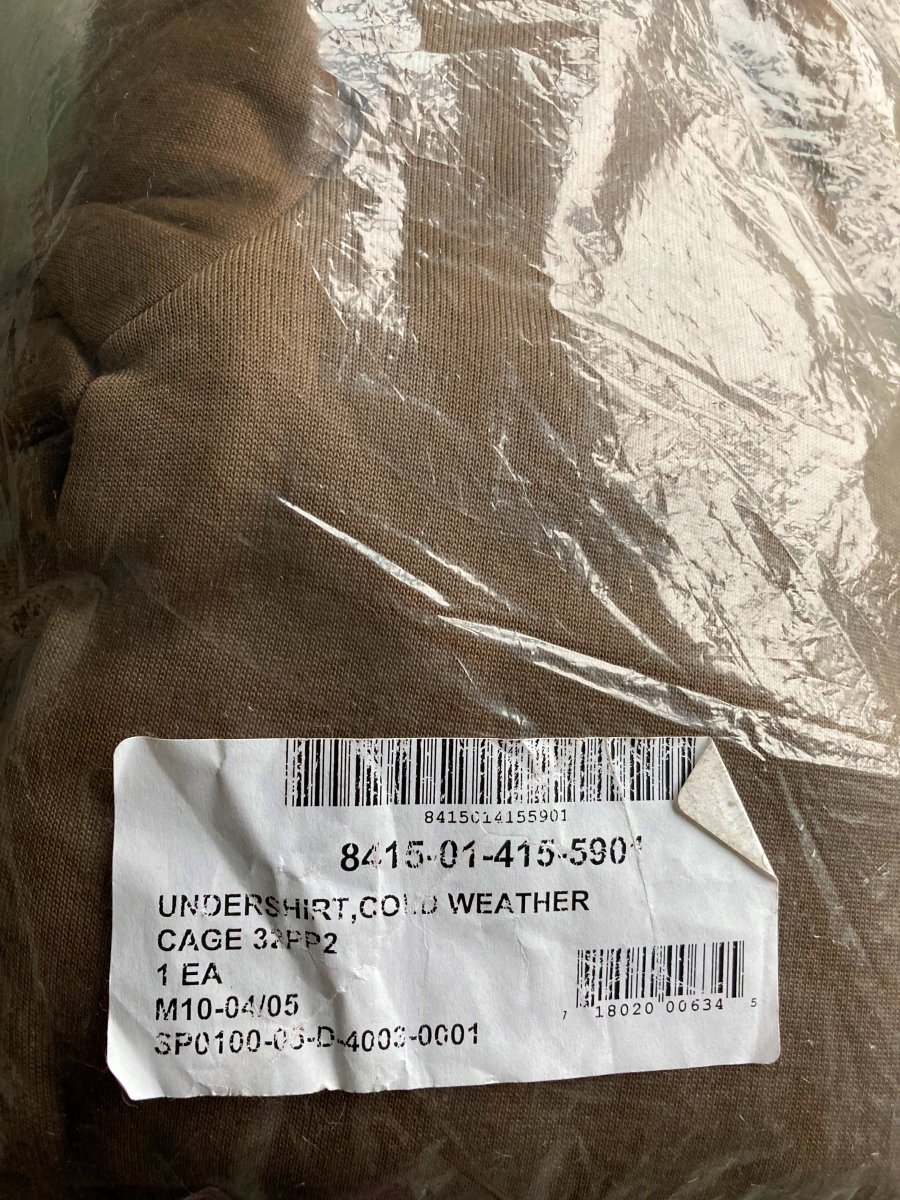 8415014155901
8415-01-415-5901
UNDERSHIRT,COLD WEATHER
CAGE 32PP2
1 EA
M10-04/05
SP0100-05-D-4003-0001
7 18020 00634 5